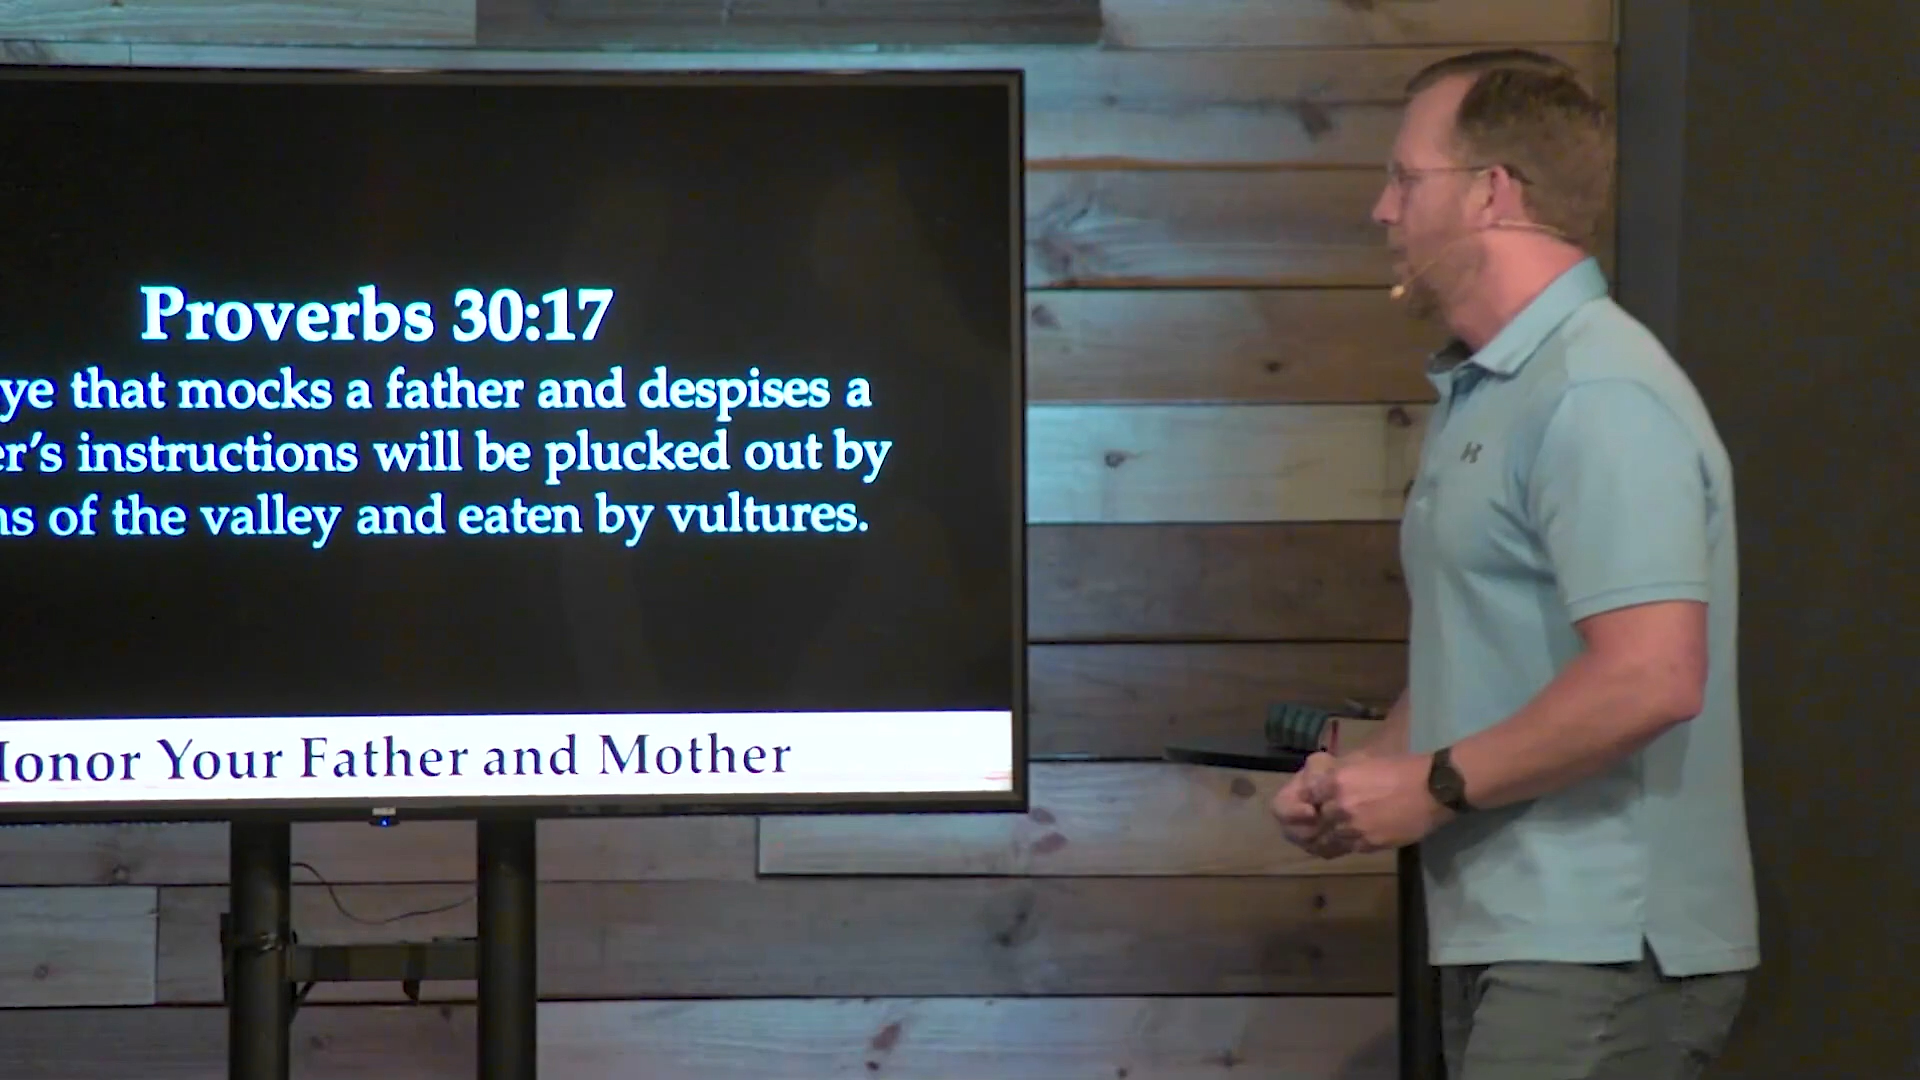 Proverbs 30:17
ye that mocks a father and despises a
er's instructions will be plucked out by
ns of the valley and eaten by vultures.
onor Your Father and Mother